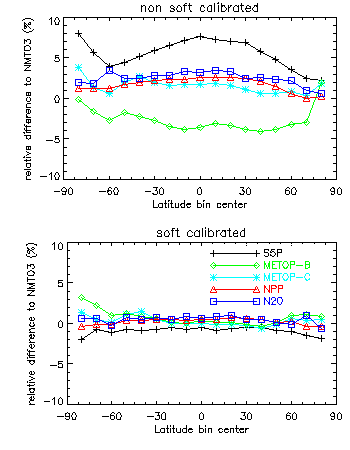 non soft calibrated
relative difference to NMTO3 (%)
10
5
0
-5
-10
-90
-60
-30
0
30
60
90
Latitude bin center
soft calibrated
relative difference to NMTO3 (%)
10
5
0
-5
-10
S5P
METOP-B
METOP-C
NPP
N20
-90
-60
-30
0
30
60
90
Latitude bin center